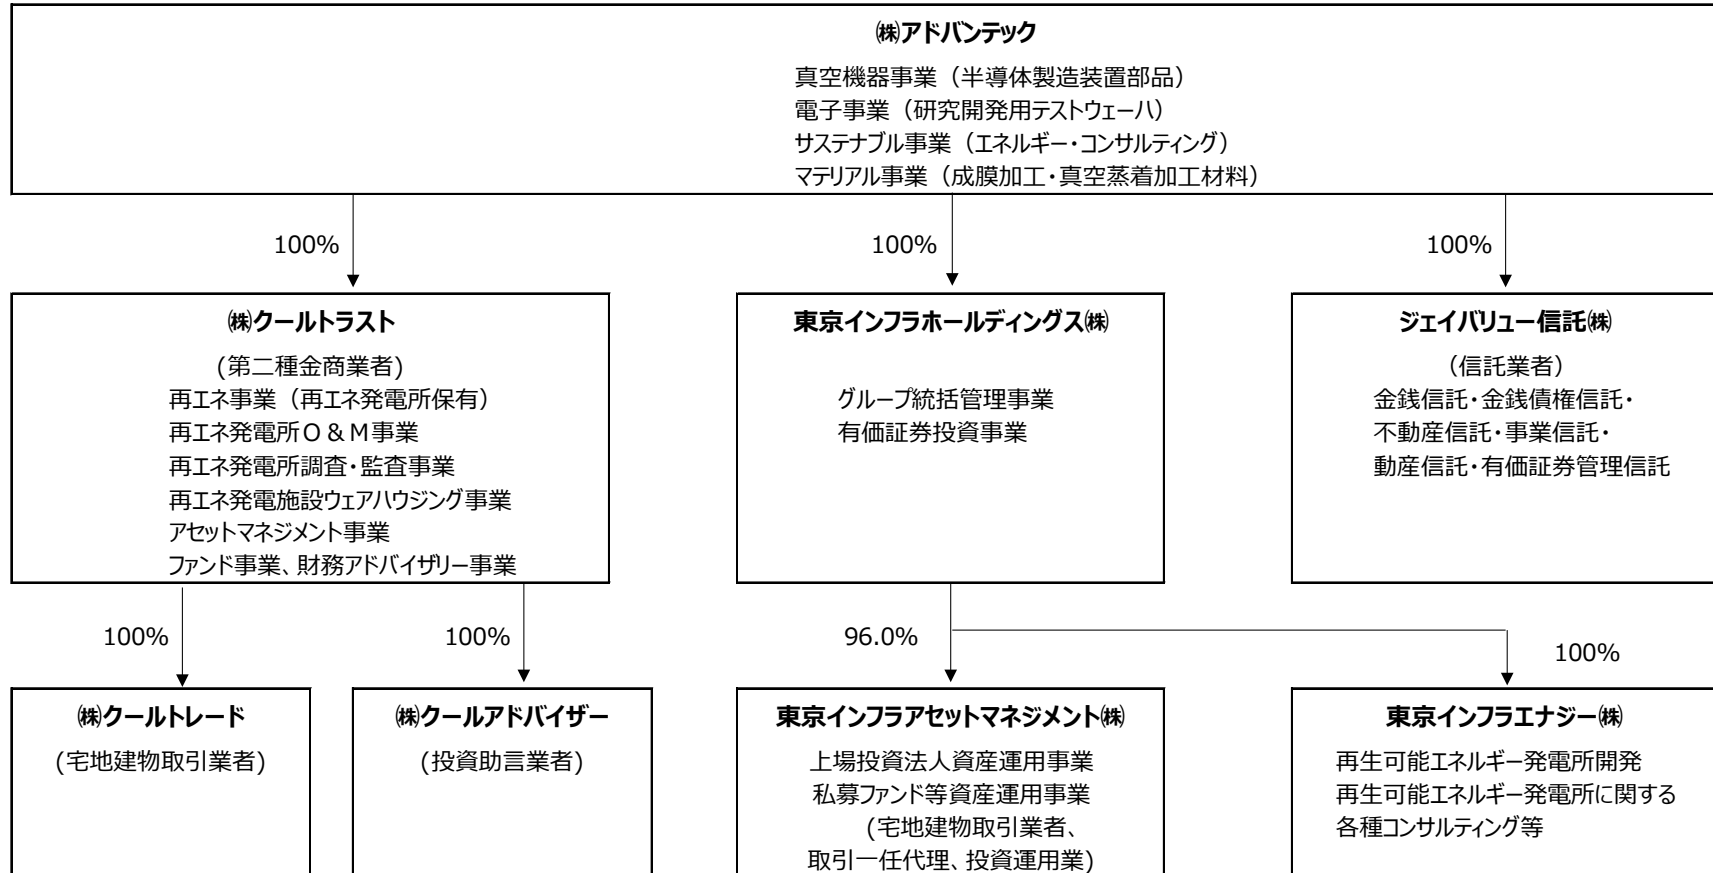 ㈱アドバンテック
真空機器事業（半導体製造装置部品）
電子事業（研究開発用テストウェーハ）
サステナブル事業（エネルギー・コンサルティング）
マテリアル事業（成膜加工・真空蒸着加工材料）
100%
100%
100%
㈱クールトラスト
(第二種金商業者)
再エネ事業（再エネ発電所保有）
再エネ発電所Ｏ＆Ｍ事業
再エネ発電所調査・監査事業
再エネ発電施設ウェアハウジング事業
アセットマネジメント事業
ファンド事業、財務アドバイザリー事業
東京インフラホールディングス㈱
グループ統括管理事業
有価証券投資事業
ジェイバリュー信託㈱
（信託業者）
金銭信託・金銭債権信託・
不動産信託・事業信託・
動産信託・有価証券管理信託
100%
100%
96.0%
100%
㈱クールトレード
(宅地建物取引業者)
㈱クールアドバイザー
(投資助言業者)
東京インフラアセットマネジメント㈱
上場投資法人資産運用事業
私募ファンド等資産運用事業
(宅地建物取引業者、
取引一任代理、投資運用業)
東京インフラエナジー㈱
再生可能エネルギー発電所開発
再生可能エネルギー発電所に関する
各種コンサルティング等